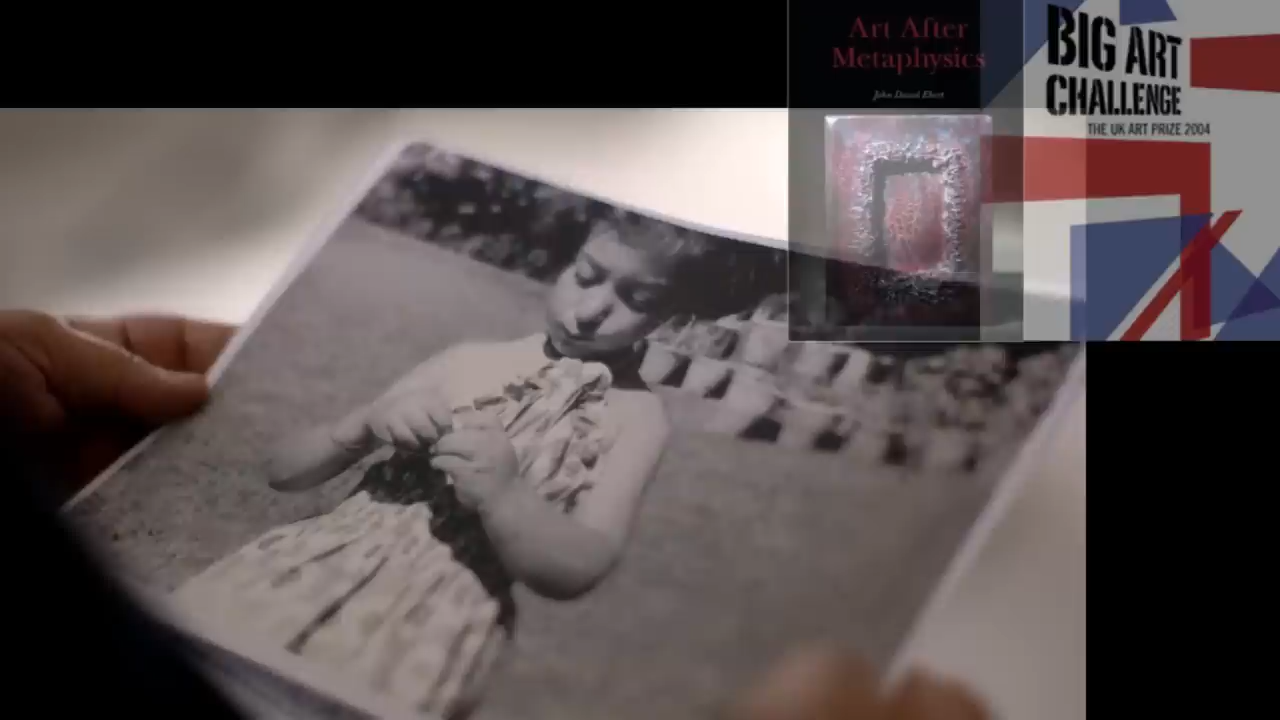 Art After
Metaphysics
John David Ebert
BIG ART
CHALLENGE
THE UK ART PRIZE 2004